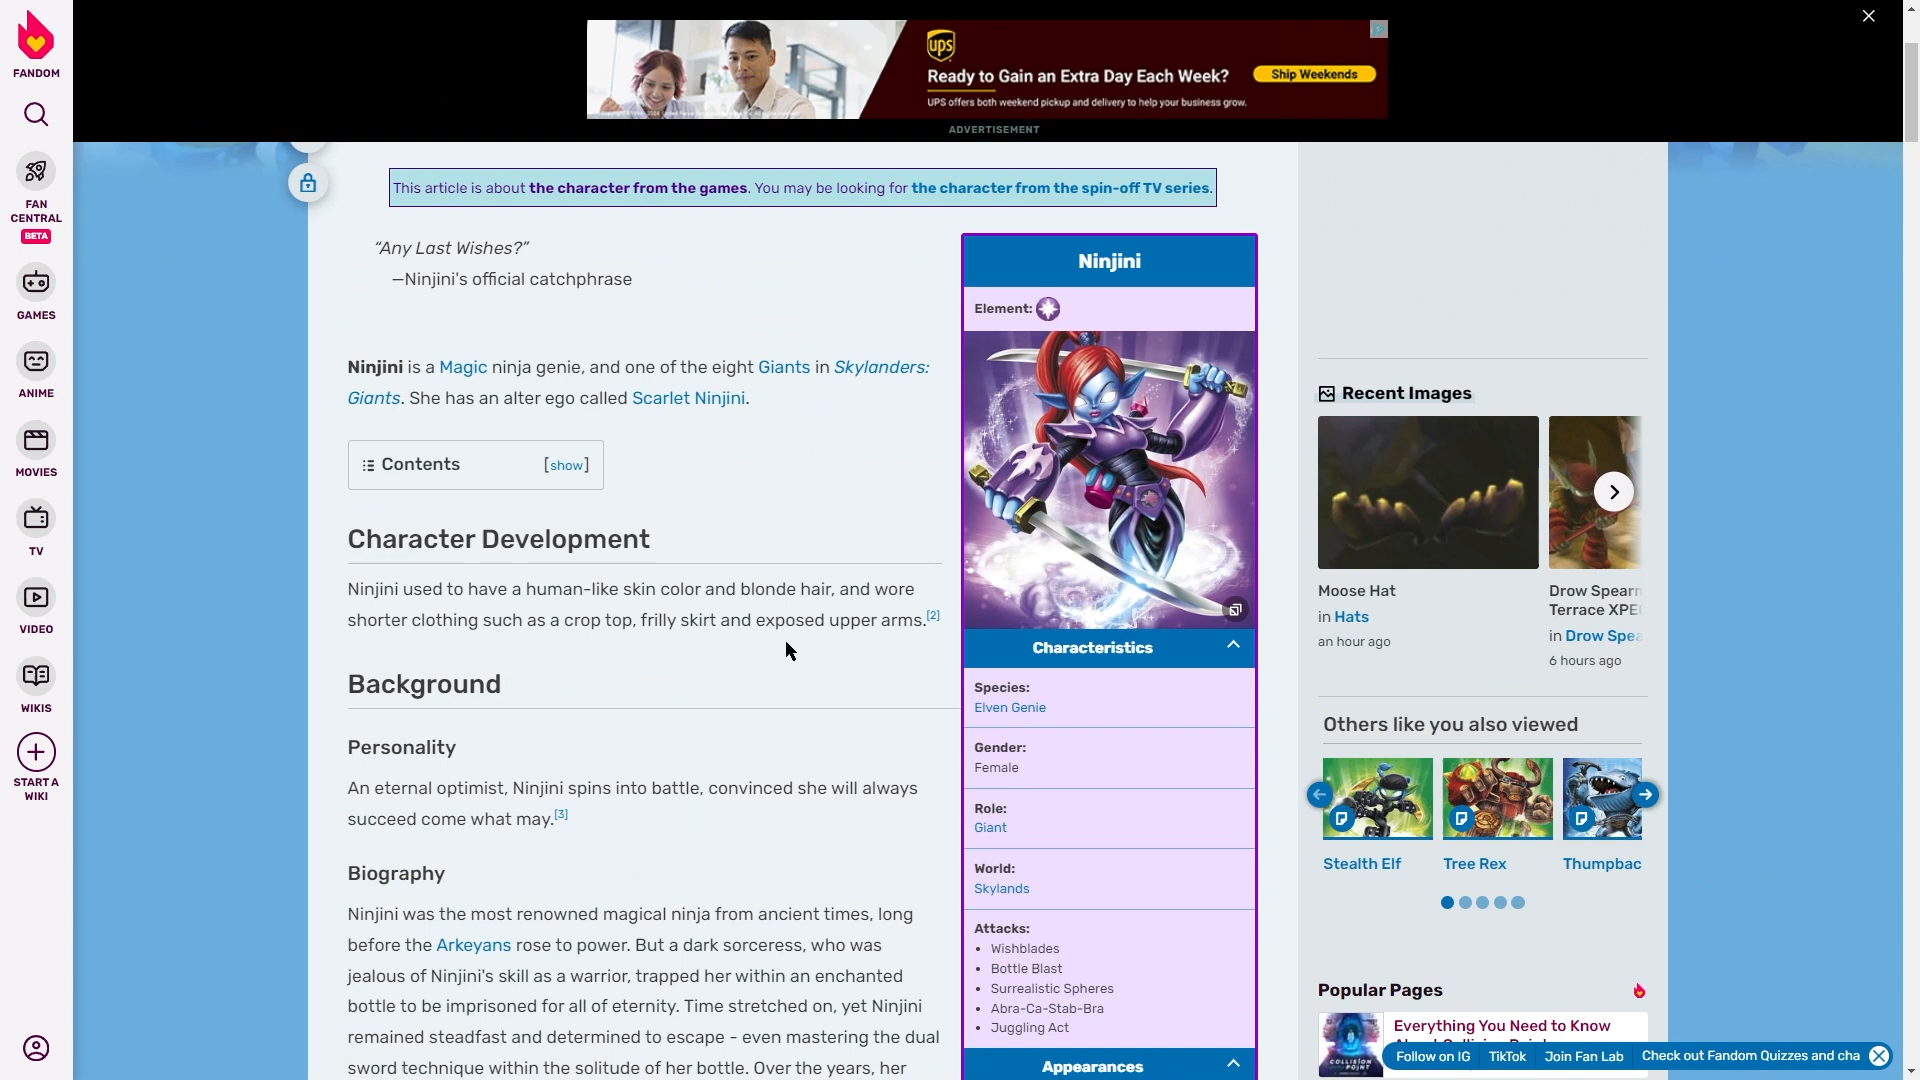 FANDOM
FAN
CENTRAL
BETA
GAMES
ANIME
MOVIES
TV
VIDEO
WIKIS
START A
WIKI
ups
Ready to Gain an Extra Day Each Week?
UPS offers both weekend pickup and delivery to help your business grow.
Ship Weekends
ADVERTISEMENT
This article is about the character from the games. You may be looking for the character from the spin-off TV series.
“Any Last Wishes?”
—Ninjini's official catchphrase
Ninjini is a Magic ninja genie, and one of the eight Giants in Skylanders:
Giants. She has an alter ego called Scarlet Ninjini.
Contents [show]
Character Development
Ninjini used to have a human-like skin color and blonde hair, and wore
shorter clothing such as a crop top, frilly skirt and exposed upper arms.[2]
Background
Personality
An eternal optimist, Ninjini spins into battle, convinced she will always
succeed come what may.[3]
Biography
Ninjini was the most renowned magical ninja from ancient times, long
before the Arkeyans rose to power. But a dark sorceress, who was
jealous of Ninjini's skill as a warrior, trapped her within an enchanted
bottle to be imprisoned for all of eternity. Time stretched on, yet Ninjini
remained steadfast and determined to escape - even mastering the dual
sword technique within the solitude of her bottle. Over the years, her
Ninjini
Element:
Characteristics
Species:
Elven Genie
Gender:
Female
Role:
Giant
World:
Skylands
Attacks:
• Wishblades
• Bottle Blast
• Surrealistic Spheres
• Abra-Ca-Stab-Bra
• Juggling Act
Appearances
Recent Images
Moose Hat
in Hats
an hour ago
Drow Spearm
Terrace XPEC
in Drow Spea
6 hours ago
Others like you also viewed
Stealth Elf
Tree Rex
Thumpbac
Popular Pages
Everything You Need to Know
COLLISION
POINT
Follow on IG
TikTok
Join Fan Lab
Check out Fandom Quizzes and cha